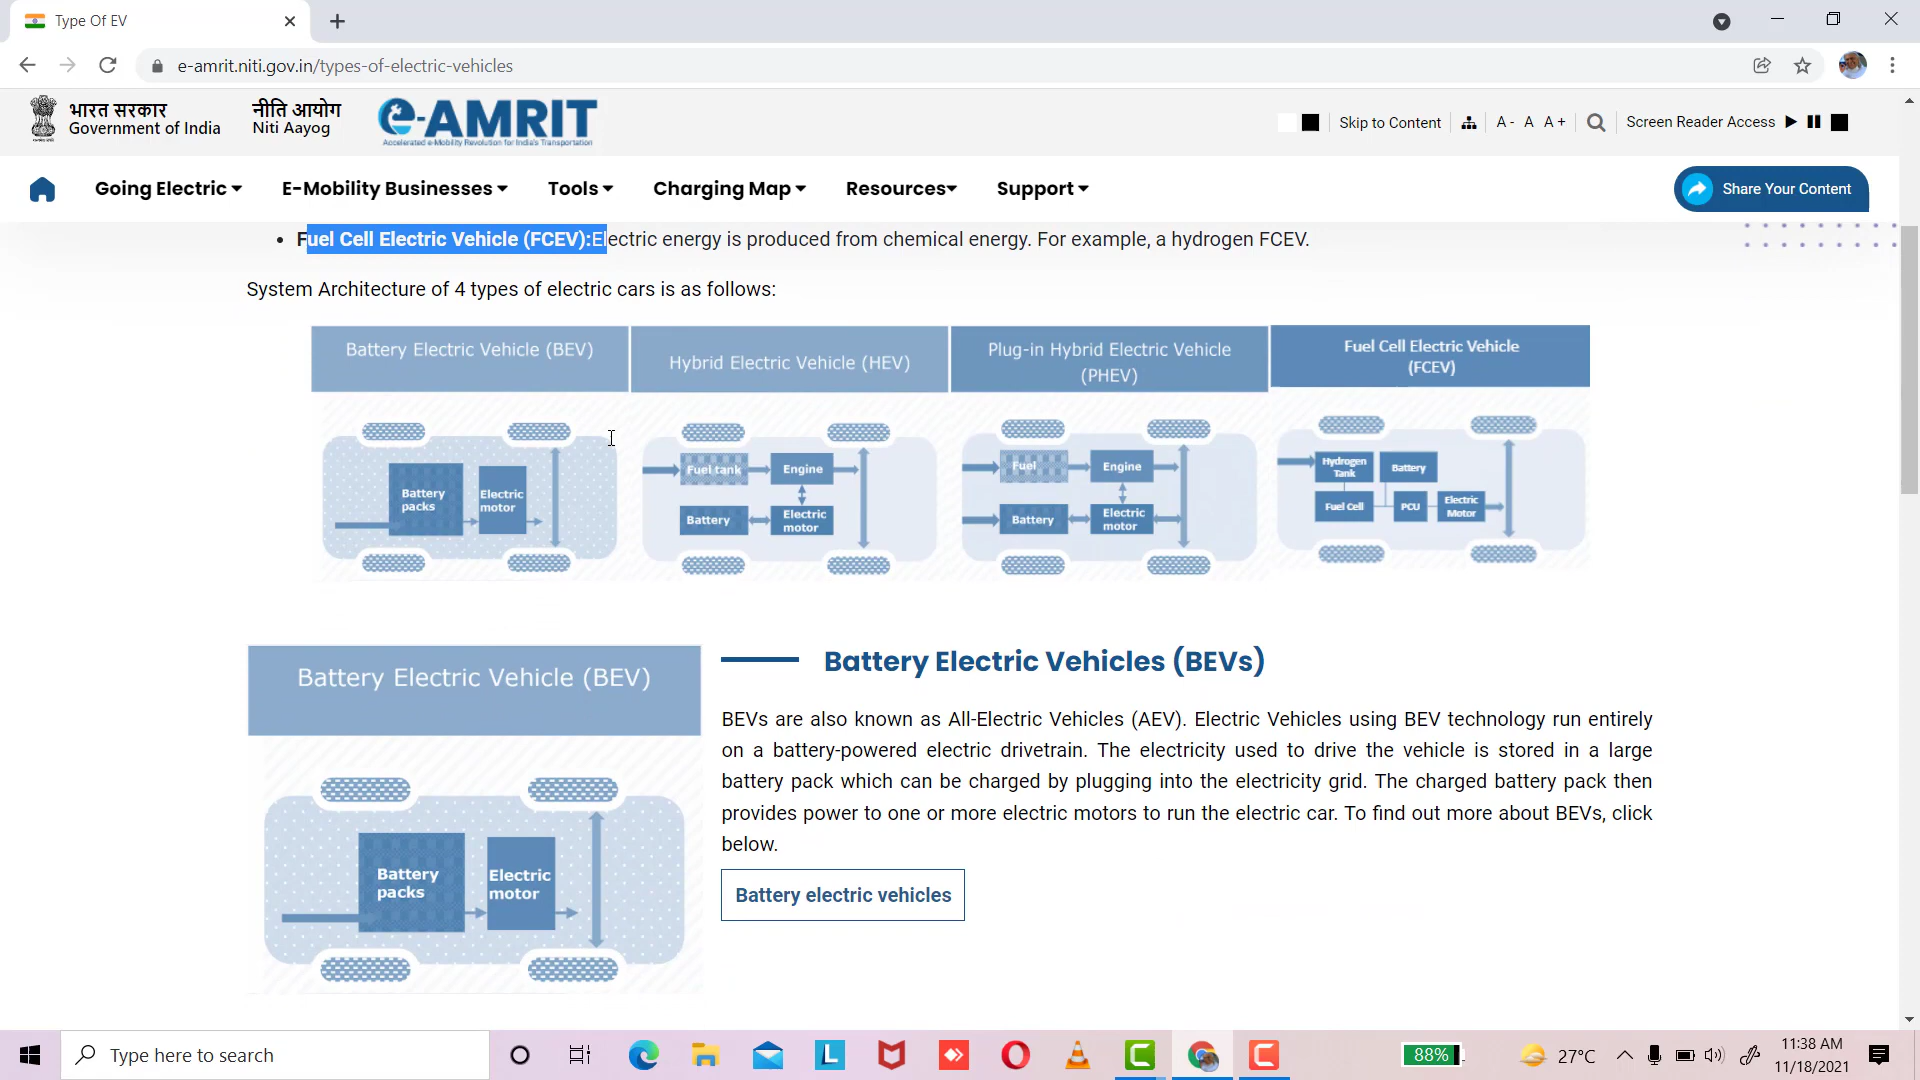 Type Of EV
e-amrit.niti.gov.in/types-of-electric-vehicles
भारत सरकार
Government of India
नीति आयोग
Niti Aayog
e-AMRIT
Accelerated e-Mobility Revolution for India's Transportation
Skip to Content
A - A A +
Screen Reader Access
Going Electric
E-Mobility Businesses
Tools
Charging Map
Resources
Support
Share Your Content
• Fuel Cell Electric Vehicle (FCEV):Electric energy is produced from chemical energy. For example, a hydrogen FCEV.
System Architecture of 4 types of electric cars is as follows:
Battery Electric Vehicle (BEV)
Battery packs
Electric motor
Hybrid Electric Vehicle (HEV)
Fuel tank
Engine
Battery
Electric motor
Plug-in Hybrid Electric Vehicle
(PHEV)
Fuel
Engine
Battery
Electric motor
Fuel Cell Electric Vehicle
(FCEV)
Hydrogen Tank
Battery
Fuel Cell
PCU
Electric Motor
Battery Electric Vehicle (BEV)
Battery packs
Electric motor
Battery Electric Vehicles (BEVs)
BEVs are also known as All-Electric Vehicles (AEV). Electric Vehicles using BEV technology run entirely
on a battery-powered electric drivetrain. The electricity used to drive the vehicle is stored in a large
battery pack which can be charged by plugging into the electricity grid. The charged battery pack then
provides power to one or more electric motors to run the electric car. To find out more about BEVs, click
below.
Battery electric vehicles
Type here to search
L
88%
27°C
11:38 AM
11/18/2021